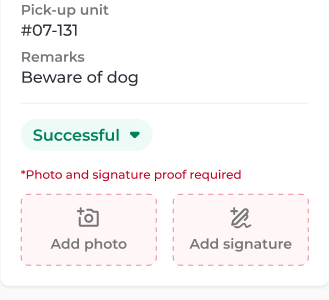 Pick-up unit
#07-131
Remarks
Beware of dog
Successful
*Photo and signature proof required
Add photo
Add signature